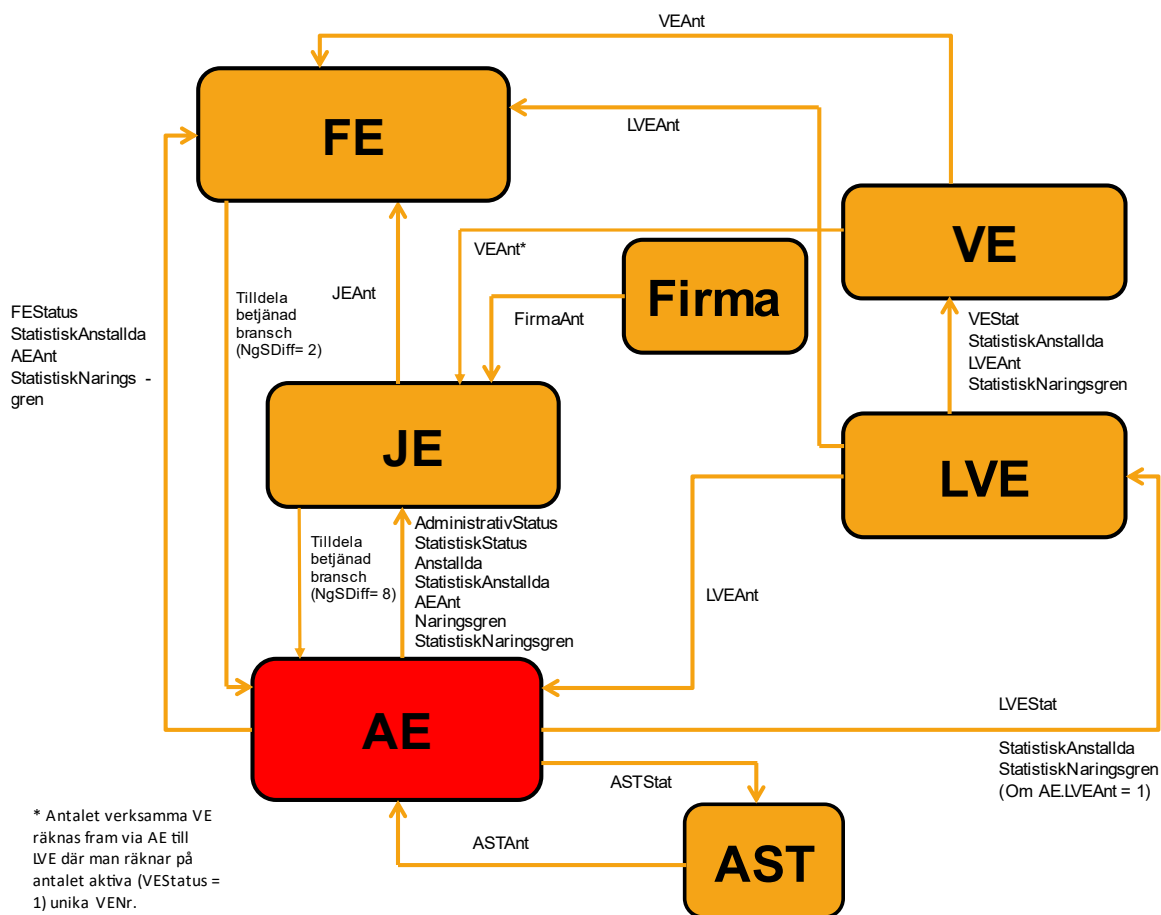 VEAnt
FE
LVEAnt
VE
VEAnt*
Firma
JEAnt
FirmaAnt
FEStatus
StatistiskAnstallda
AEAnt
StatistiskNarings -
gren
Tilldela
betjänad
bransch
(NgSDiff= 2)
VEStat
StatistiskAnstallda
LVEAnt
StatistiskNaringsgren
JE
LVE
Tilldela
betjänad
bransch
(NgSDiff= 8)
AdministrativStatus
StatistiskStatus
Anstallda
StatistiskAnstallda
AEAnt
Naringsgren
StatistiskNaringsgren
LVEAnt
AE
LVEStat
StatistiskAnstallda
StatistiskNaringsgren
(Om AE.LVEAnt = 1)
ASTStat
ASTAnt
AST
* Antalet verksamma VE
räknas fram via AE till
LVE där man räknar på
antalet aktiva (VEStatus =
1) unika VENr.